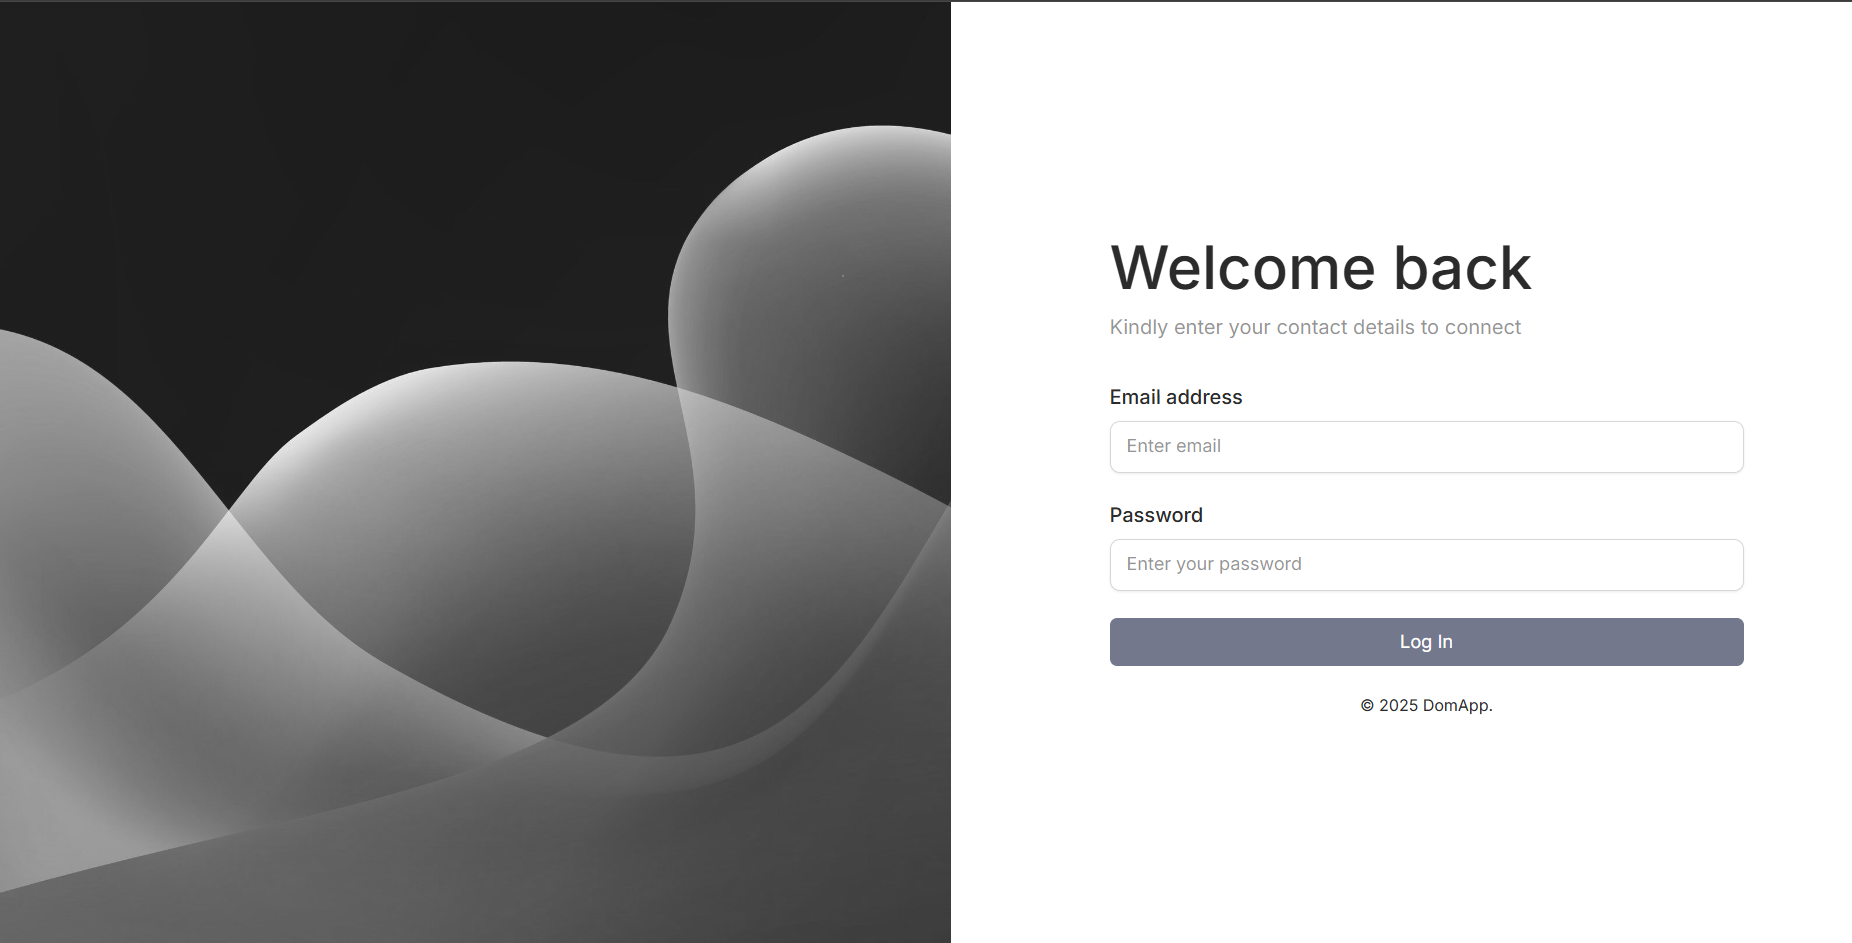 Welcome back
Kindly enter your contact details to connect
Email address
Enter email
Password
Enter your password
Log In
© 2025 DomApp.